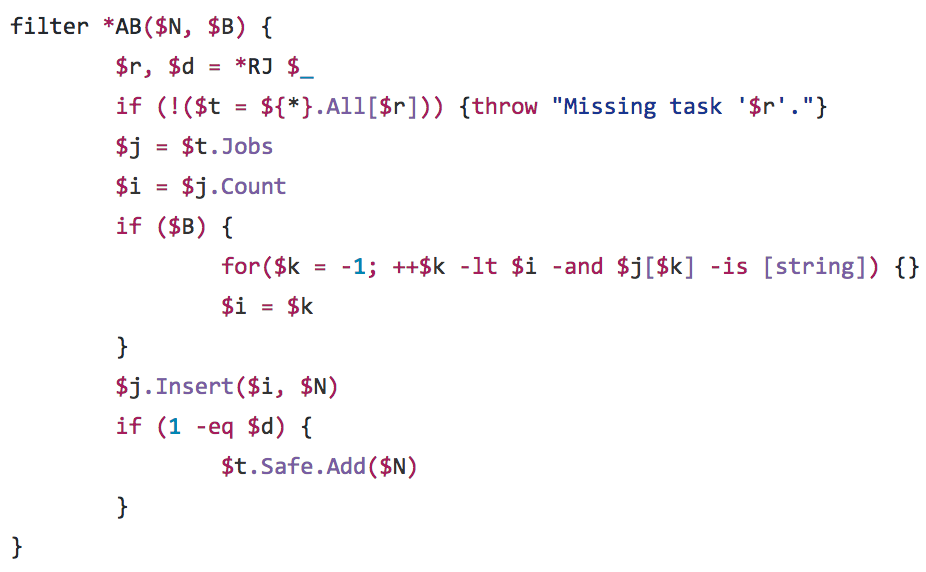 filter *AB($N, $B) {
$r, $d = *RJ $_
if (!($t = ${*}.All[$r])) {throw "Missing task '$r'."}
$j = $t.Jobs
$i = $j.Count
if ($B) {
for($k = -1; ++$k -lt $i -and $j[$k] -is [string]) {}
$i = $k
}
$j.Insert($i, $N)
if (1 -eq $d) {
$t.Safe.Add($N)
}
}